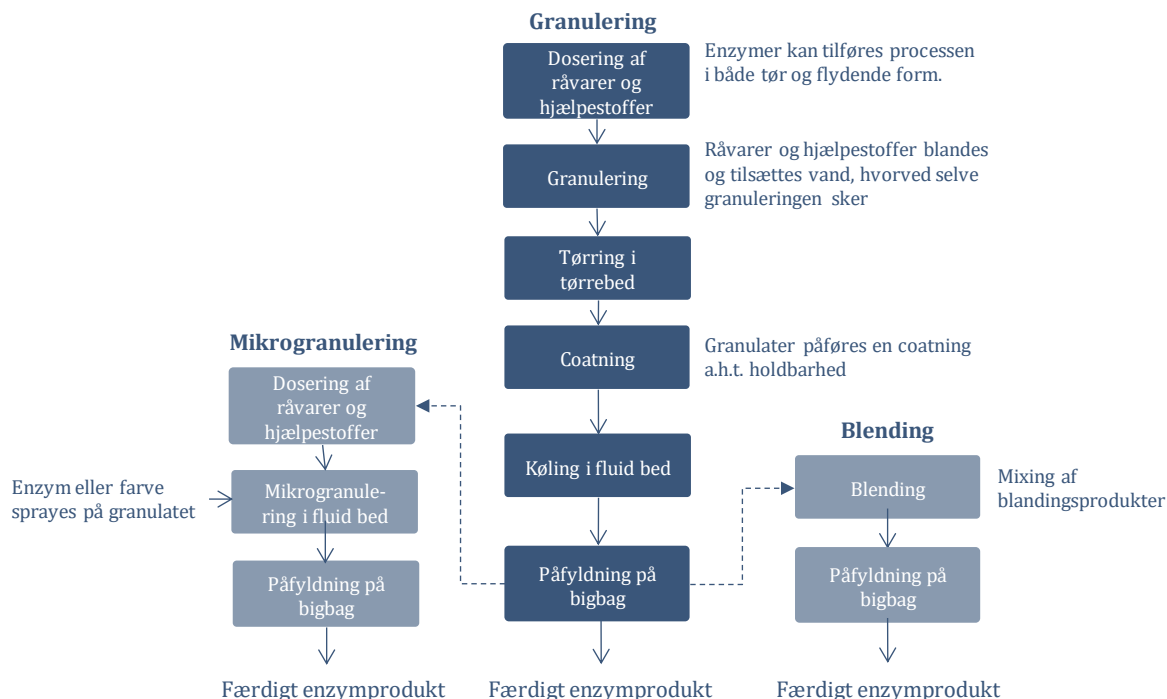 Granulering
Dosering af
råvarer og
hjælpestoffer
Enzymer kan tilføres processen
i både tør og flydende form.
Granulering
Råvarer og hjælpestoffer blandes
og tilsættes vand, hvorved selve
granuleringen sker
Tørring i
tørrebed
Coatning
Granulater påføres en coatning
a.h.t. holdbarhed
Køling i fluid bed
Påfyldning på
bigbag
Færdigt enzymprodukt
Mikrogranulering
Dosering af
råvarer og
hjælpestoffer
Enzym eller farve
sprayes på granulatet
Mikrogranule-
ring i fluid bed
Påfyldning på
bigbag
Færdigt enzymprodukt
Blending
Blending
Mixing af
blandingsprodukter
Påfyldning på
bigbag
Færdigt enzymprodukt